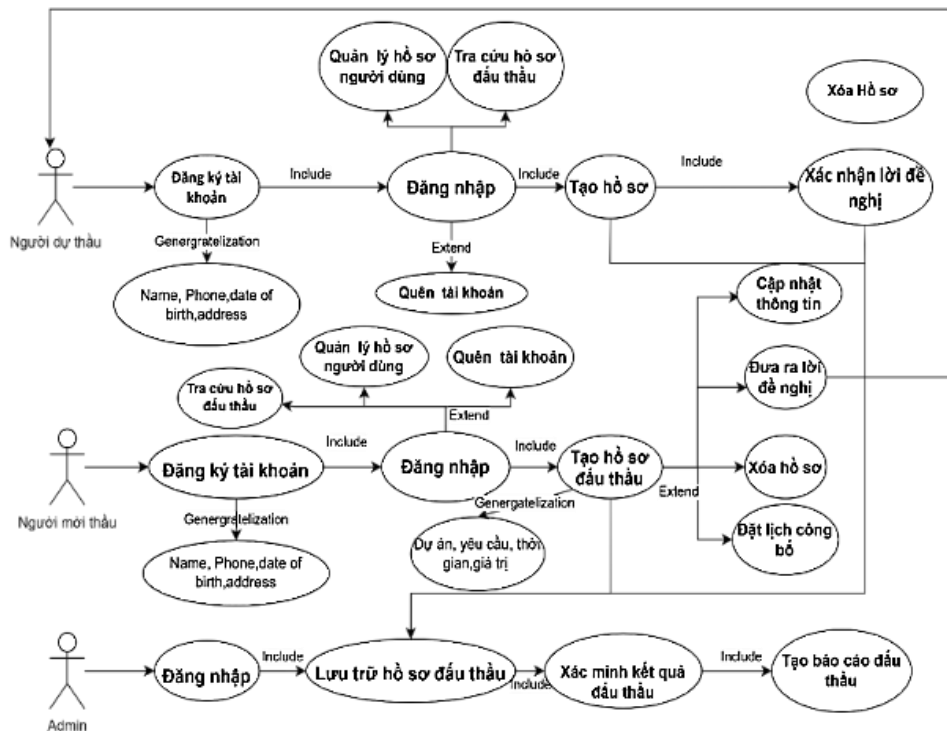 Quản lý hồ sơ
người dùng
Tra cứu hò sơ
đấu thầu
Xóa Hồ sơ
Đăng ký tài
khoản
Include
Đăng nhập
Include
Tạo hồ sơ
Include
Xác nhận lời đề
nghị
Người dự thầu
Genergratelization
Name, Phone,date of
birth,address
Extend
Quên tài khoản
Cập nhật
thông tin
Quản lý hồ sơ
người dùng
Quên tài khoản
Đưa ra lời
đề nghị
Tra cứu hồ sơ
đấu thầu
Extend
Đăng ký tài khoản
Include
Đăng nhập
Include
Tạo hồ sơ
đấu thầu
Extend
Xóa hồ sơ
Người mời thầu
Genergratelization
Name, Phone,date of
birth,address
Genergatelization
Dự án, yêu cầu, thời
gian,giá trị
Đặt lịch công
bố
Admin
Đăng nhập
Include
Lưu trữ hồ sơ đấu thầu
Include
Xác minh kết quả
đấu thầu
Include
Tạo báo cáo đấu
thầu